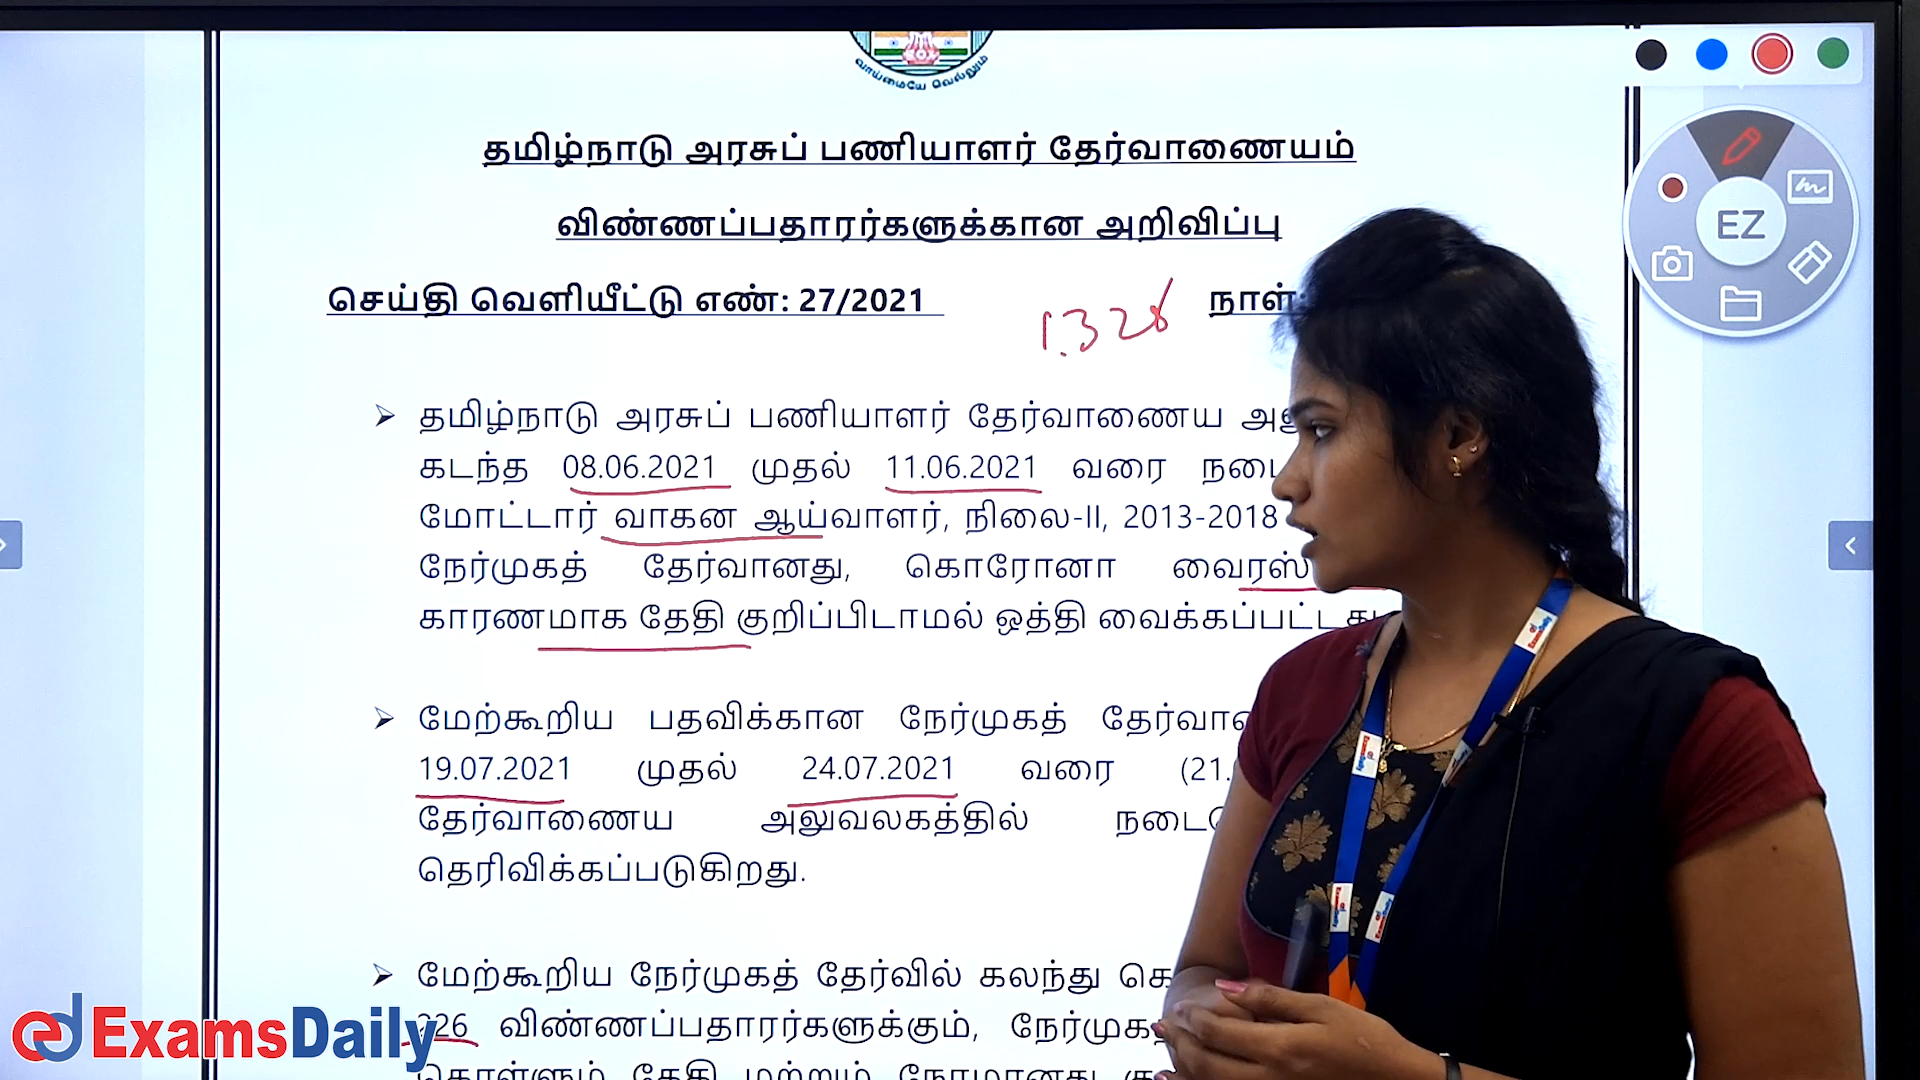 வாய்மையே வெல்லும்
தமிழ்நாடு அரசுப் பணியாளர் தேர்வாணையம்
விண்ணப்பதாரர்களுக்கான அறிவிப்பு
செய்தி வெளியீட்டு எண்: 27/2021 நாள்:
EZ
தமிழ்நாடு அரசுப் பணியாளர் தேர்வாணைய
கடந்த 08.06.2021 முதல் 11.06.2021 வரை
மோட்டார் வாகன ஆய்வாளர், நிலை-II, 2013-2018
நேர்முகத் தேர்வானது, கொரோனா வைரஸ்
காரணமாக தேதி குறிப்பிடாமல் ஒத்தி
மேற்கூறிய பதவிக்கான நேர்முகத்
19.07.2021 முதல் 24.07.2021 வரை (21.
தேர்வாணைய அலுவலகத்தில்
தெரிவிக்கப்படுகிறது.
மேற்கூறிய நேர்முகத் தேர்வில் கலந்து
226 விண்ணப்பதாரர்களுக்கும்,
ExamsDaily